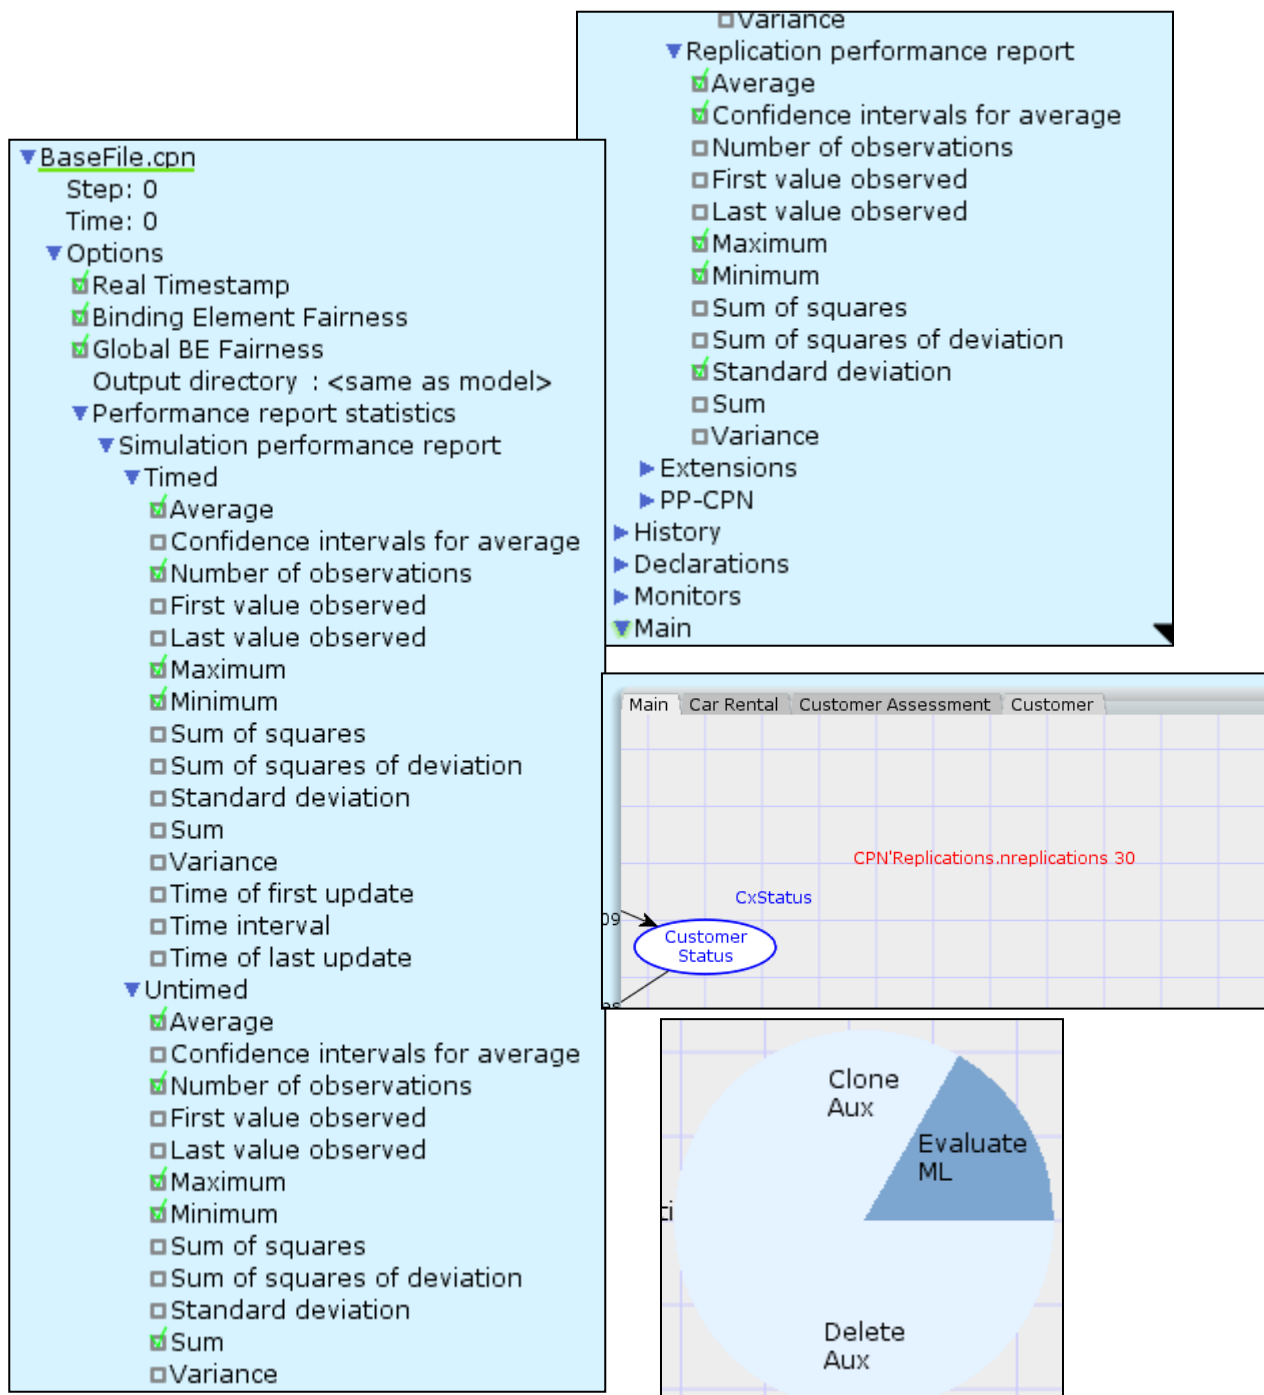 BaseFile.cpn
Step: 0
Time: 0
Options
Real Timestamp
Binding Element Fairness
Global BE Fairness
Output directory : <same as model>
Performance report statistics
Simulation performance report
Timed
Average
Confidence intervals for average
Number of observations
First value observed
Last value observed
Maximum
Minimum
Sum of squares
Sum of squares of deviation
Standard deviation
Sum
Variance
Time of first update
Time interval
Time of last update
Untimed
Average
Confidence intervals for average
Number of observations
First value observed
Last value observed
Maximum
Minimum
Sum of squares
Sum of squares of deviation
Standard deviation
Sum
Variance
Variance
Replication performance report
Average
Confidence intervals for average
Number of observations
First value observed
Last value observed
Maximum
Minimum
Sum of squares
Sum of squares of deviation
Standard deviation
Sum
Variance
Extensions
PP-CPN
History
Declarations
Monitors
Main
Main Car Rental Customer Assessment Customer
CPN'Replications.nreplications 30
CxStatus
Customer
Status
Clone
Aux
Evaluate
ML
Delete
Aux